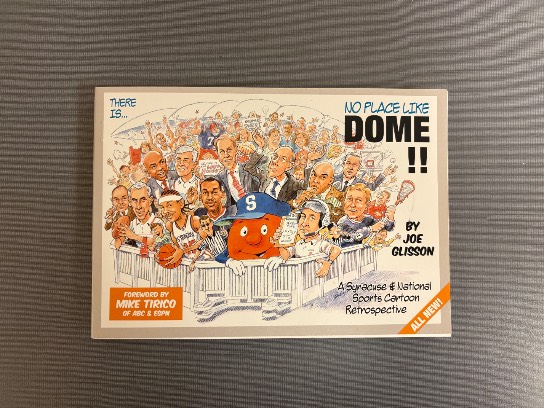 THERE
IS...
NO PLACE LIKE
DOME
!!
BY
JOE
GLISSON
S
FOREWORD BY
MIKE TIRICO
OF ABC & ESPN
A Syracuse & National
Sports Cartoon
Retrospective
ALL NEW!